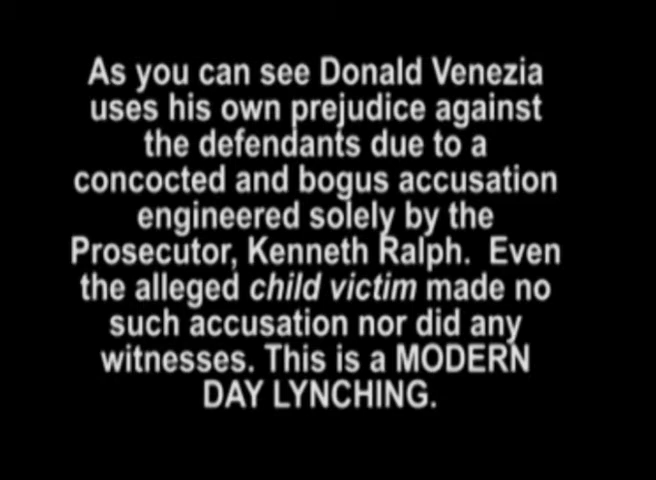 As you can see Donald Venezia
uses his own prejudice against
the defendants due to a
concocted and bogus accusation
engineered solely by the
Prosecutor, Kenneth Ralph.  Even
the alleged child victim made no
such accusation nor did any
witnesses. This is a MODERN
DAY LYNCHING.